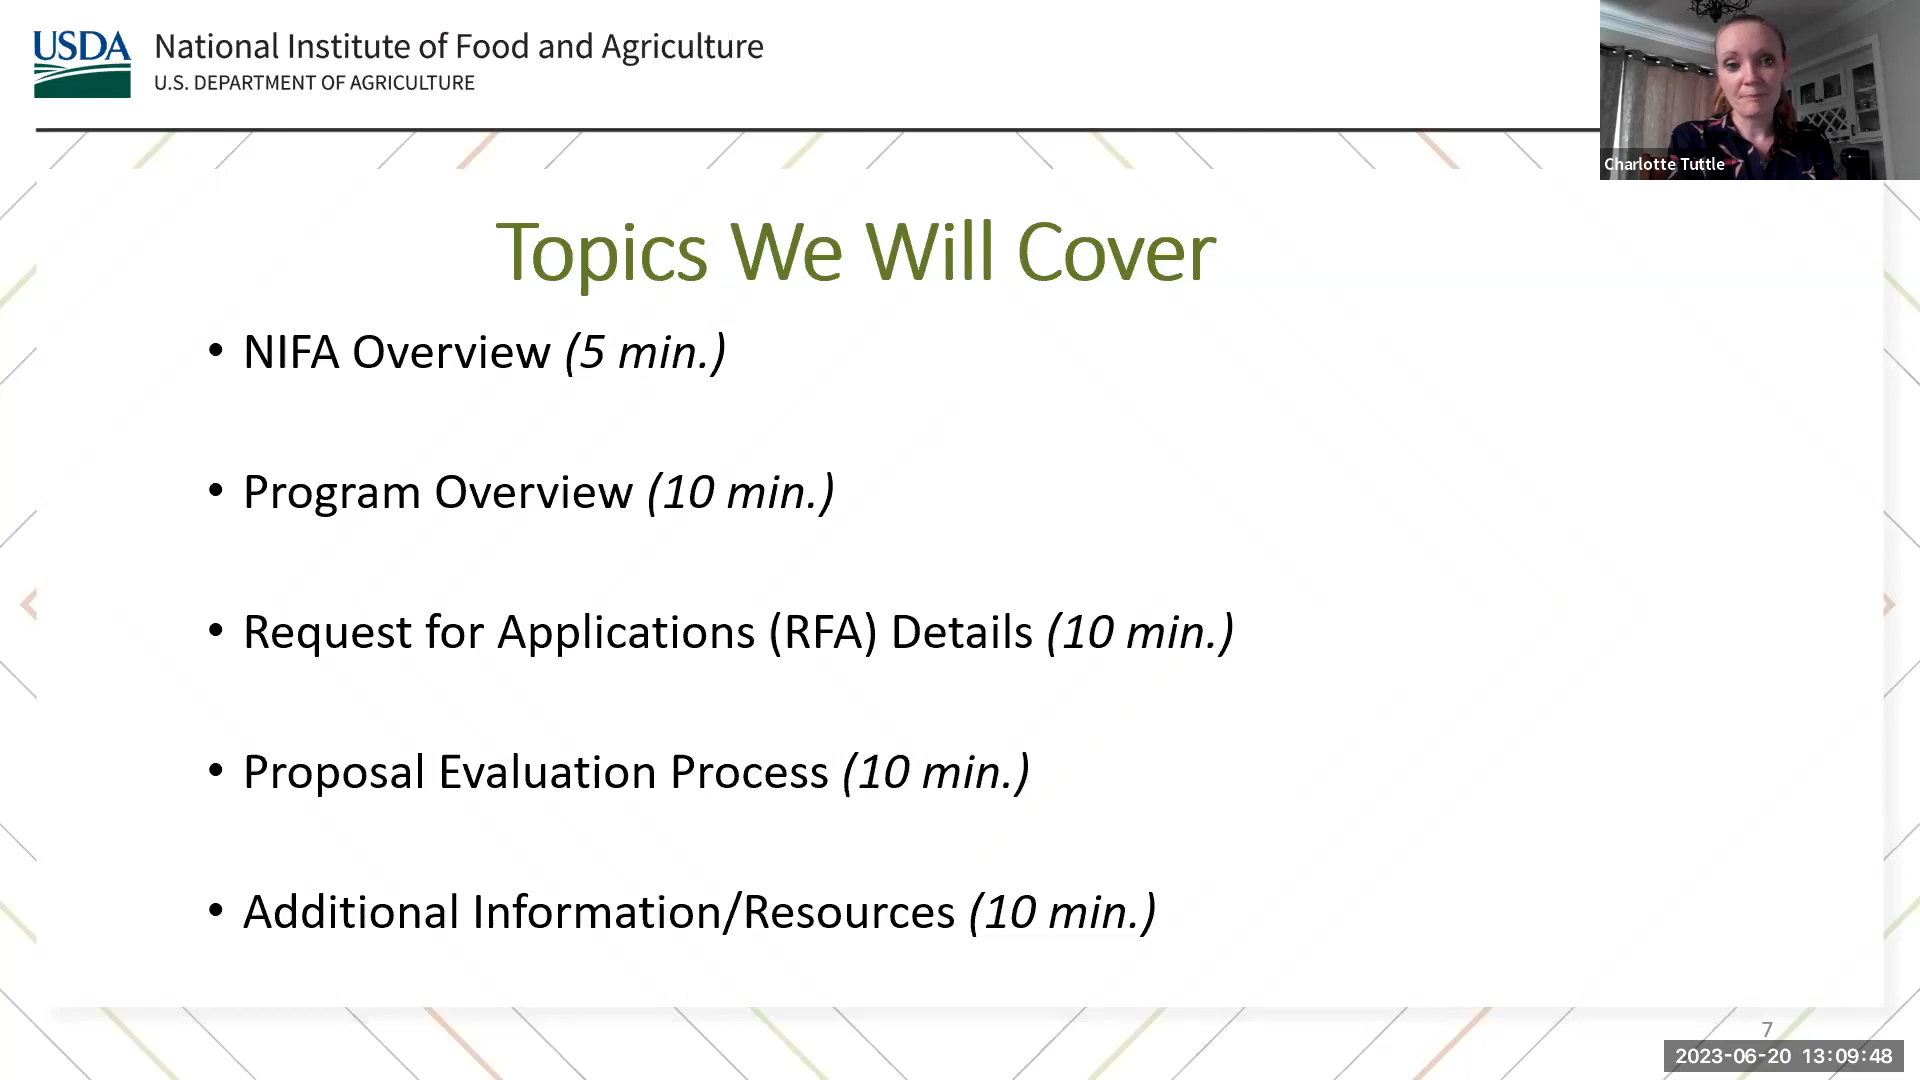 USDA
National Institute of Food and Agriculture
U.S. DEPARTMENT OF AGRICULTURE
Charlotte Tuttle
Topics We Will Cover
• NIFA Overview (5 min.)
• Program Overview (10 min.)
• Request for Applications (RFA) Details (10 min.)
• Proposal Evaluation Process (10 min.)
• Additional Information/Resources (10 min.)
7
2023-06-20 13:09:48